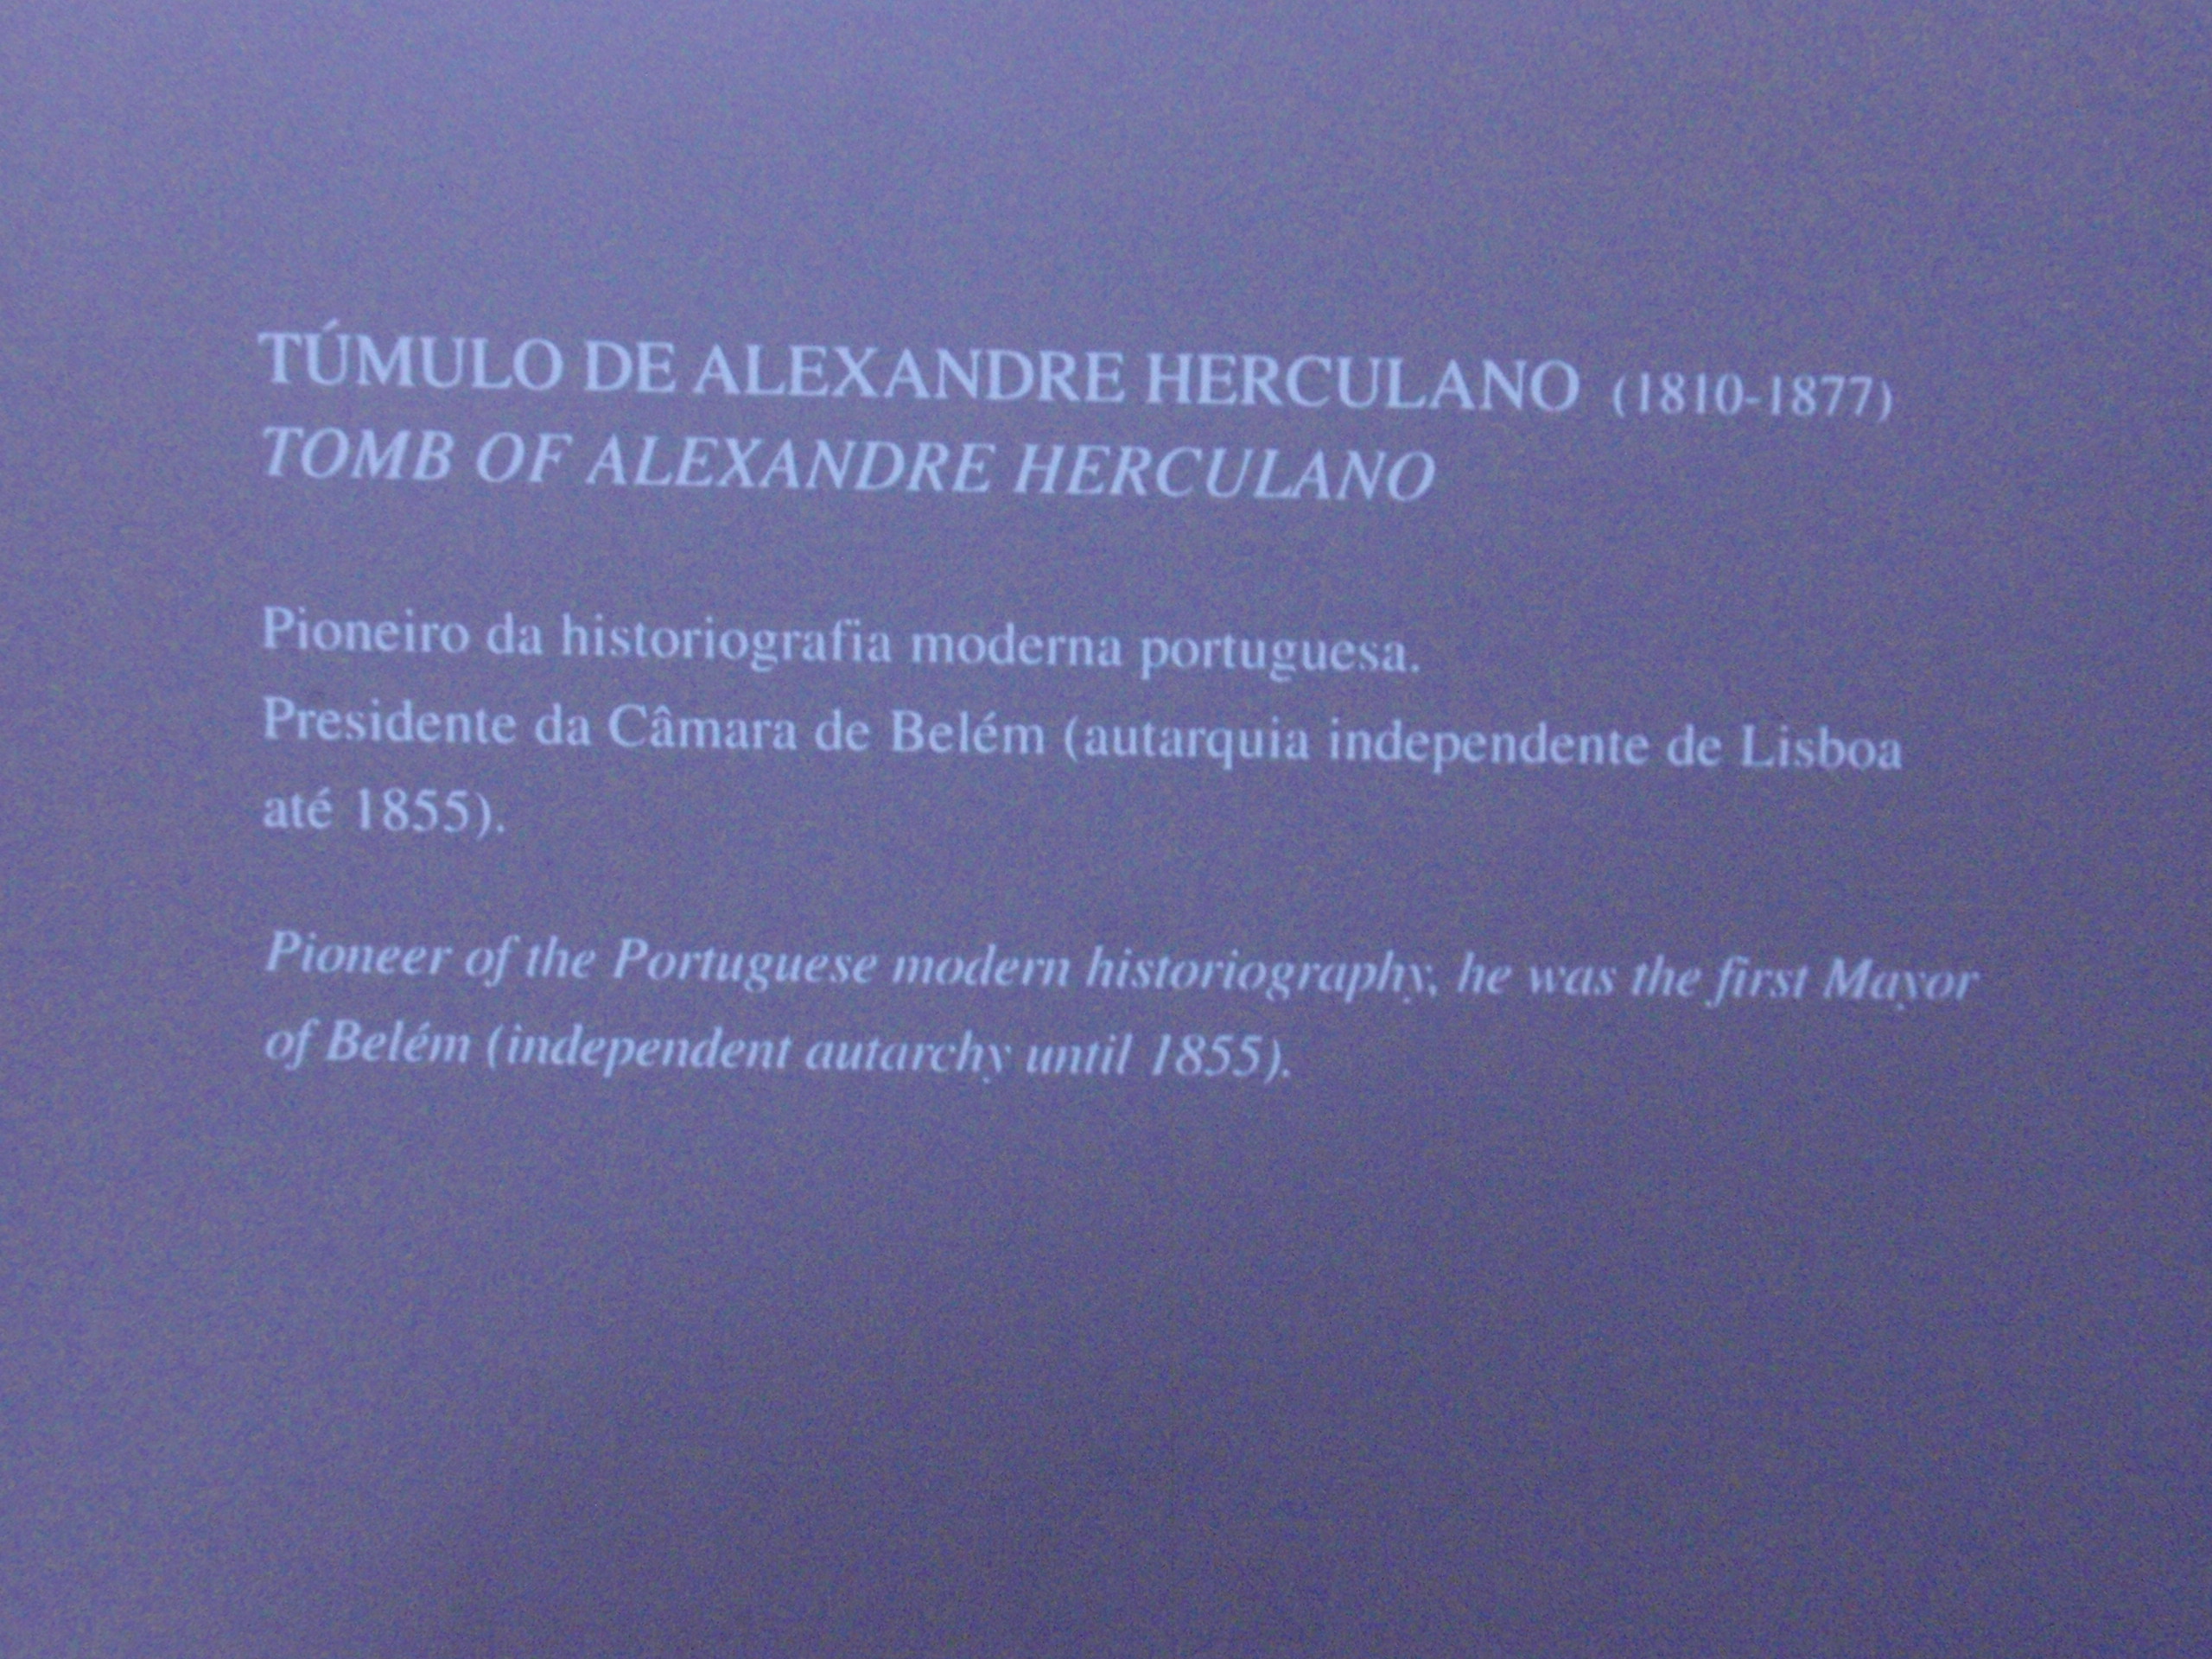 TÚMULO DE ALEXANDRE HERCULANO (1810-1877)
TOMB OF ALEXANDRE HERCULANO
Pioneiro da historiografia moderna portuguesa.
Presidente da Câmara de Belém (autarquia independente de Lisboa
até 1855).
Pioneer of the Portuguese modern historiography, he was the first Mayor
of Belém (independent autarchy until 1855).